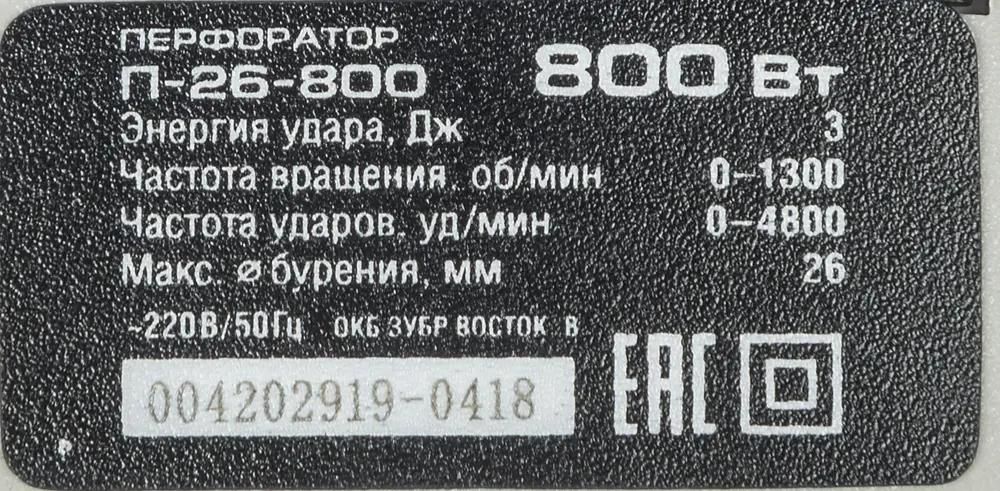 ПЕРФОРАТОР
П-26-800 800 Вт
Энергия удара, Дж 3
Частота вращения, об/мин 0-1300
Частота ударов, уд/мин 0-4800
Макс. ⌀ бурения, мм 26
~220В/50Гц ОКБ ЗУБР ВОСТОК В
004202919-0418 EAC